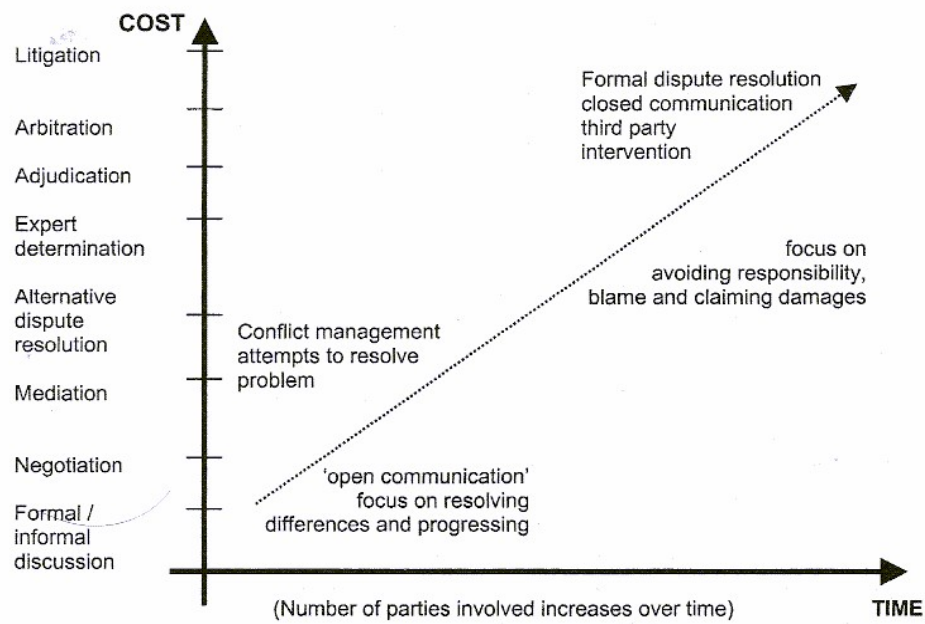 COST
Litigation
Arbitration
Adjudication
Expert
determination
Alternative
dispute
resolution
Mediation
Negotiation
Formal /
informal
discussion
Formal dispute resolution
closed communication
third party
intervention
focus on
avoiding responsibility,
blame and claiming damages
Conflict management
attempts to resolve
problem
‘open communication’
focus on resolving
differences and progressing
(Number of parties involved increases over time)
TIME